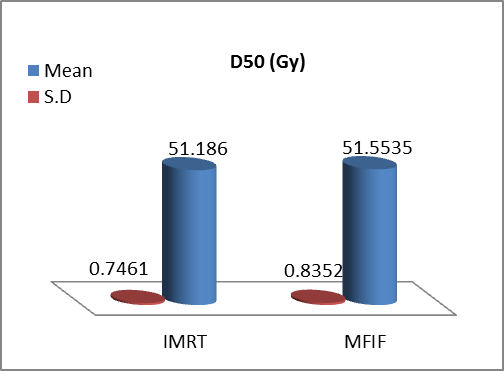 D50 (Gy)
Mean
S.D
51.186
51.5535
0.7461
0.8352
IMRT
MFIF